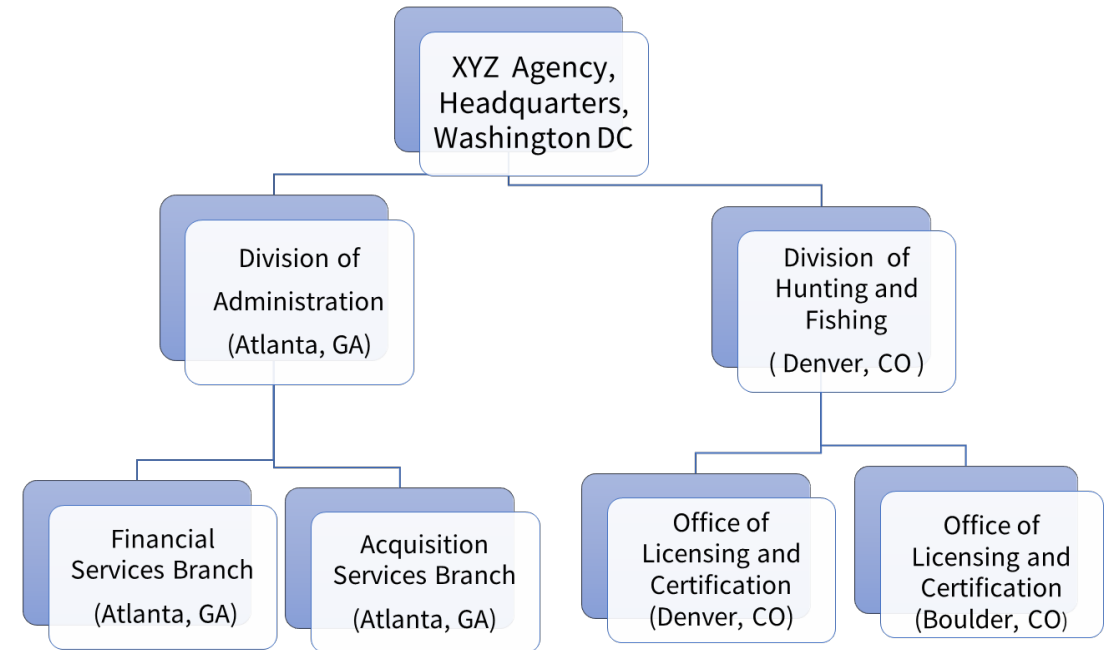 XYZ Agency,
Headquarters,
Washington DC
Division of
Administration
(Atlanta, GA)
Division of
Hunting and
Fishing
( Denver, CO )
Financial
Services Branch
(Atlanta, GA)
Acquisition
Services Branch
(Atlanta, GA)
Office of
Licensing and
Certification
(Denver, CO)
Office of
Licensing and
Certification
(Boulder, CO)